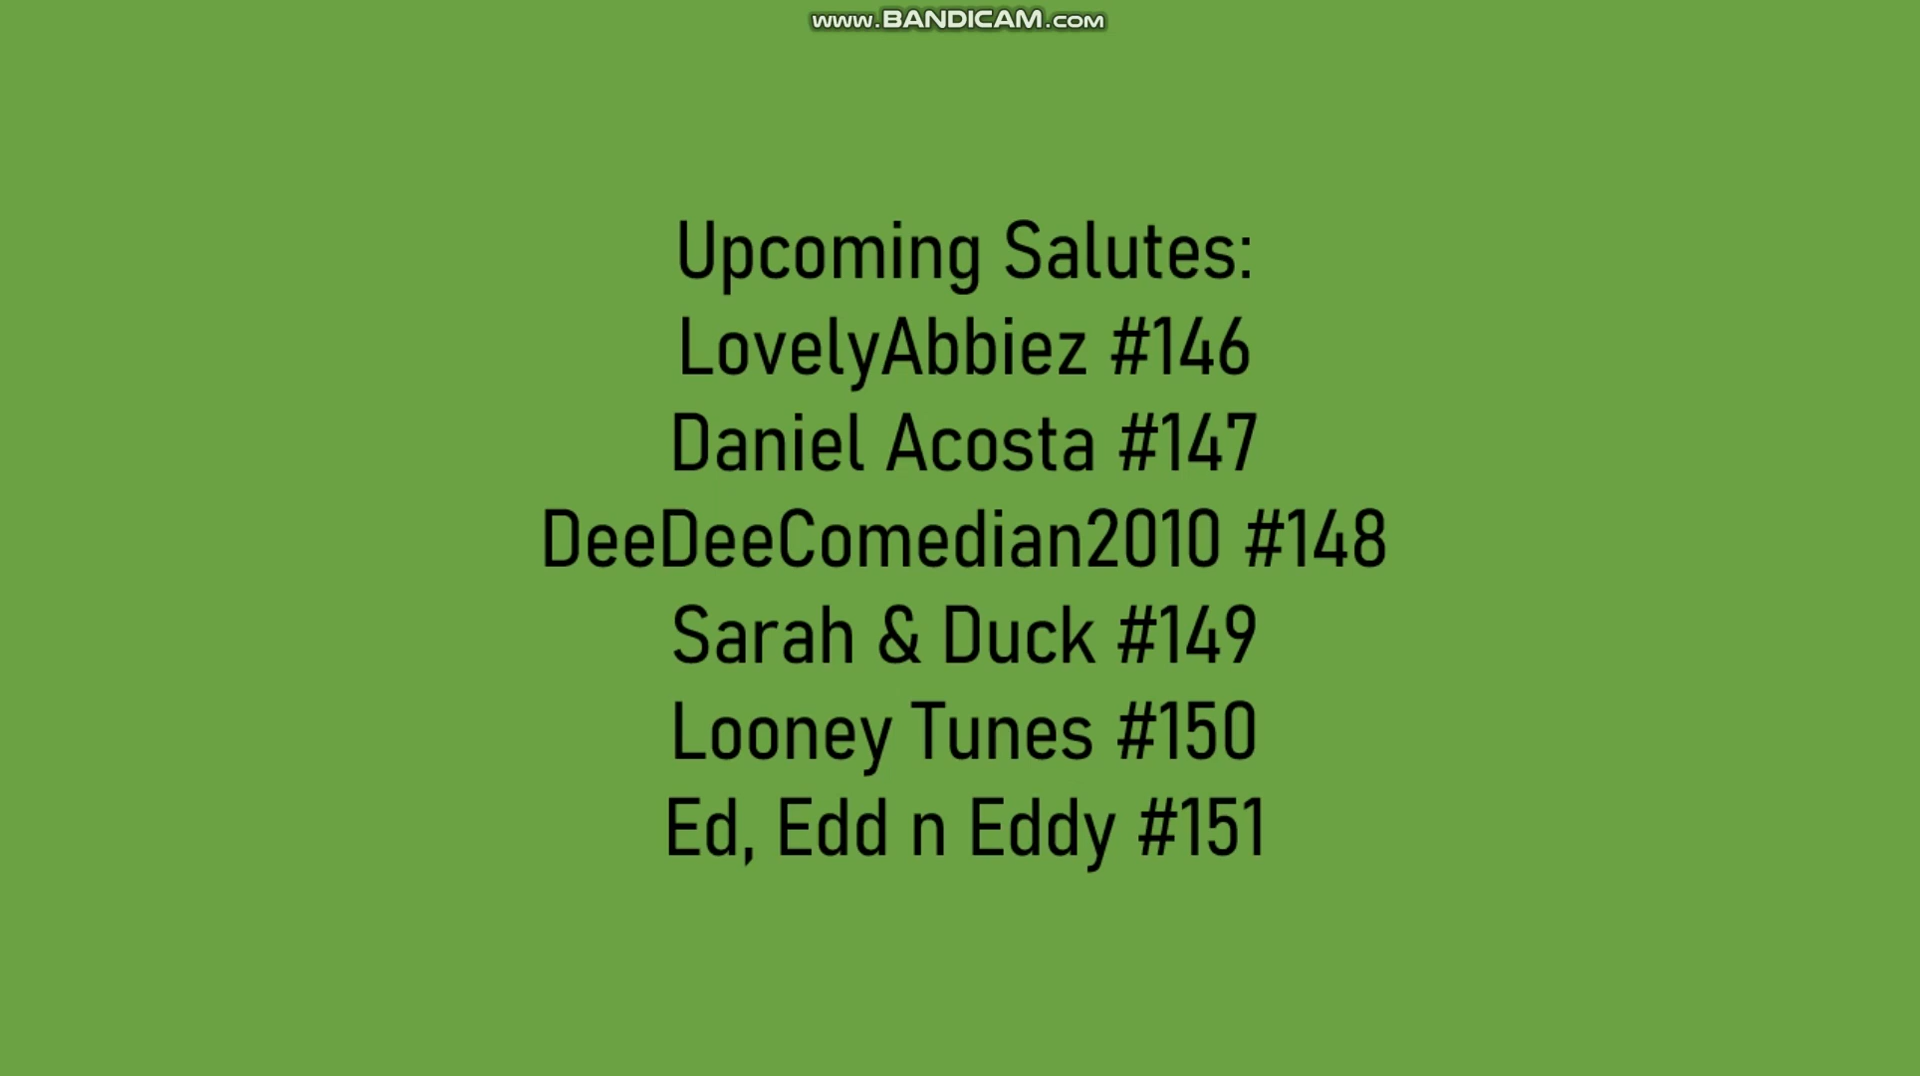 www.BANDICAM.com
Upcoming Salutes:
LovelyAbbiez #146
Daniel Acosta #147
DeeDeeComedian2010 #148
Sarah & Duck #149
Looney Tunes #150
Ed, Edd n Eddy #151